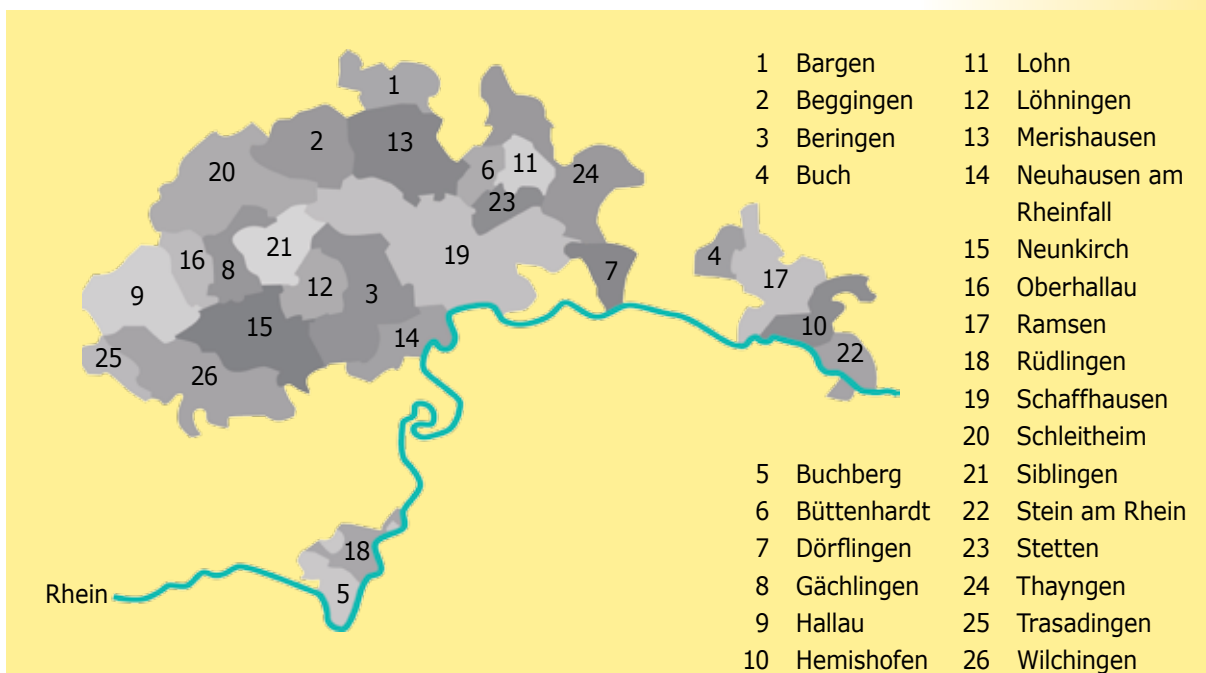 1
2
13
20
6
11
24
23
21
19
16
8
7
4
17
9
12
3
15
10
14
22
25
26
18
5
Rhein
1 Bargen
2 Beggingen
3 Beringen
4 Buch
5 Buchberg
6 Büttenhardt
7 Dörflingen
8 Gächlingen
9 Hallau
10 Hemishofen
11 Lohn
12 Löhningen
13 Merishausen
14 Neuhausen am
Rheinfall
15 Neunkirch
16 Oberhallau
17 Ramsen
18 Rüdlingen
19 Schaffhausen
20 Schleitheim
21 Siblingen
22 Stein am Rhein
23 Stetten
24 Thayngen
25 Trasadingen
26 Wilchingen